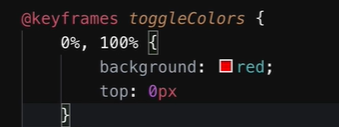 @keyframes toggleColors {
0%, 100% {
background: red;
top: 0px
}